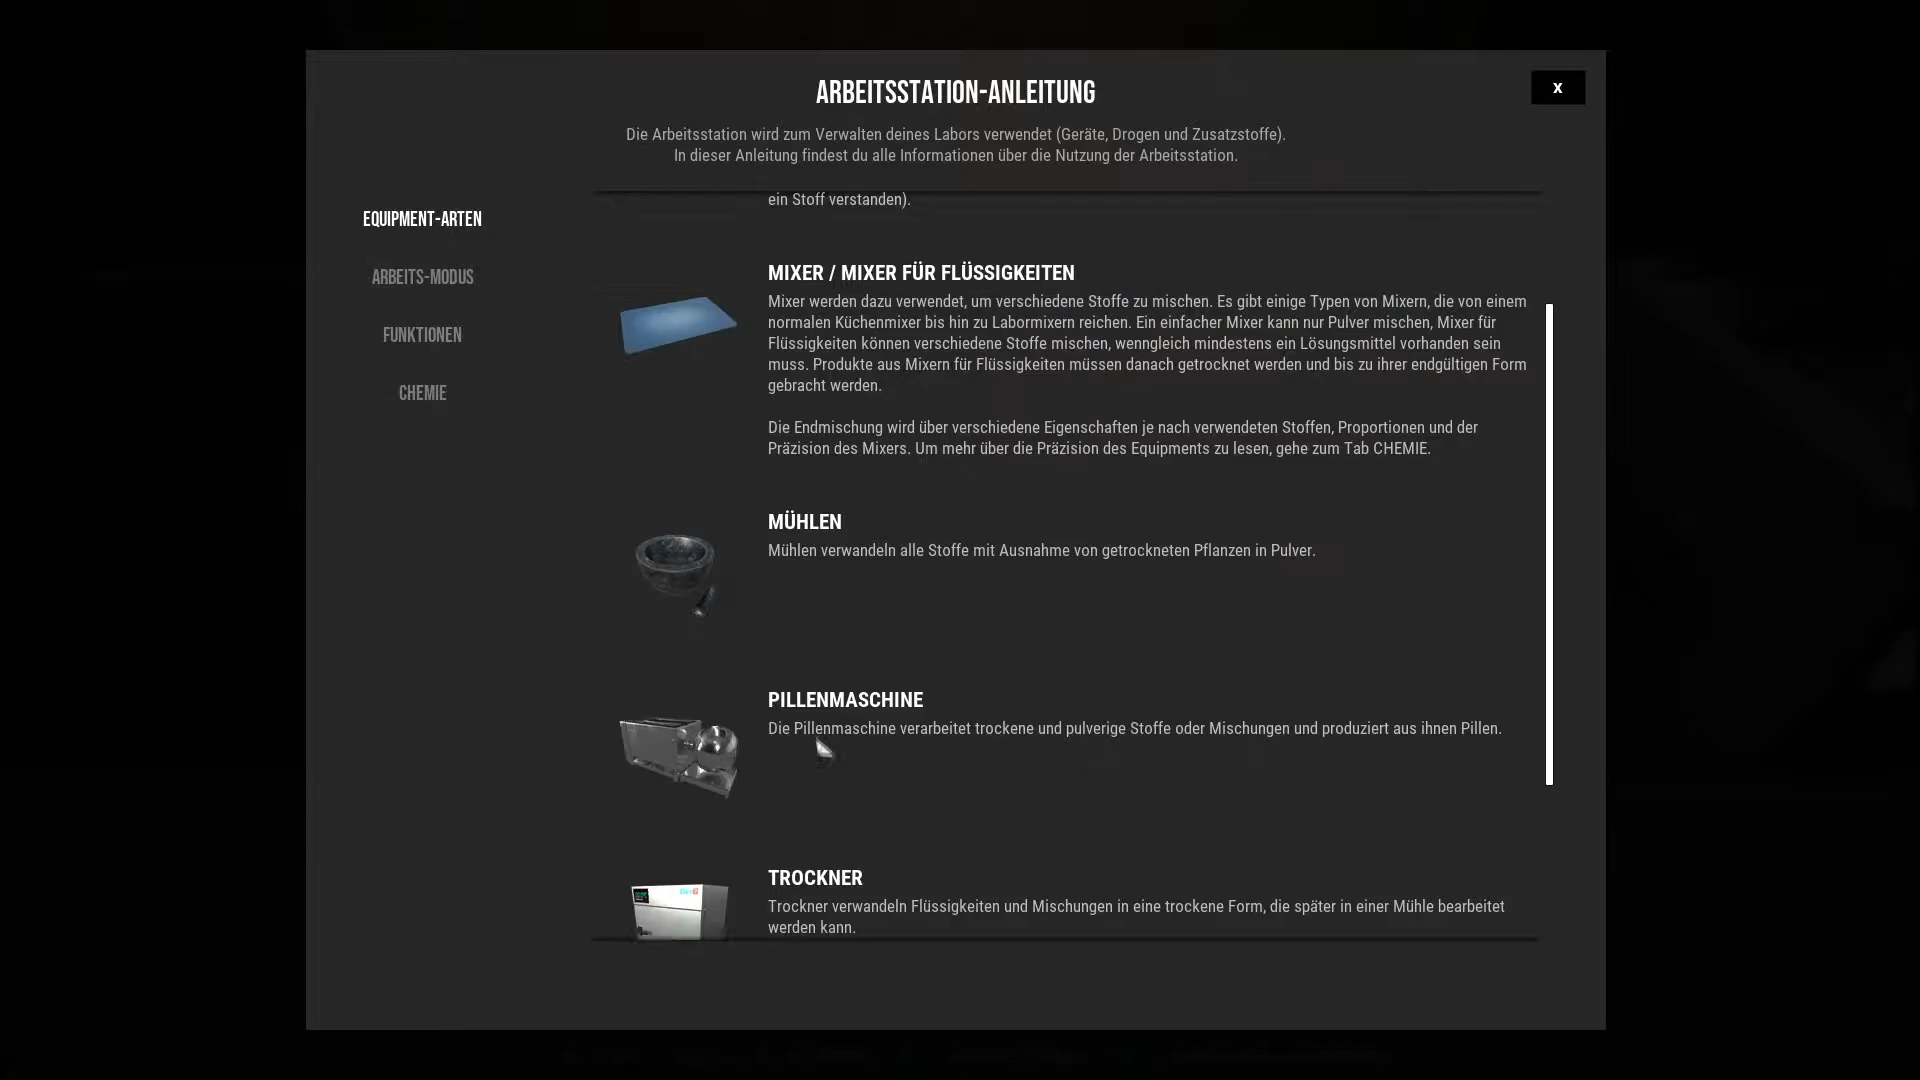 ARBEITSSTATION-ANLEITUNG
X
Die Arbeitsstation wird zum Verwalten deines Labors verwendet (Geräte, Drogen und Zusatzstoffe).
In dieser Anleitung findest du alle Informationen über die Nutzung der Arbeitsstation.
EQUIPMENT-ARTEN
ARBEITS-MODUS
FUNKTIONEN
CHEMIE
ein Stoff verstanden).
MIXER / MIXER FÜR FLÜSSIGKEITEN
Mixer werden dazu verwendet, um verschiedene Stoffe zu mischen. Es gibt einige Typen von Mixern, die von einem
normalen Küchenmixer bis hin zu Labormixern reichen. Ein einfacher Mixer kann nur Pulver mischen, Mixer für
Flüssigkeiten können verschiedene Stoffe mischen, wenngleich mindestens ein Lösungsmittel vorhanden sein
muss. Produkte aus Mixern für Flüssigkeiten müssen danach getrocknet werden und bis zu ihrer endgültigen Form
gebracht werden.
Die Endmischung wird über verschiedene Eigenschaften je nach verwendeten Stoffen, Proportionen und der
Präzision des Mixers. Um mehr über die Präzision des Equipments zu lesen, gehe zum Tab CHEMIE.
MÜHLEN
Mühlen verwandeln alle Stoffe mit Ausnahme von getrockneten Pflanzen in Pulver.
PILLENMASCHINE
Die Pillenmaschine verarbeitet trockene und pulverige Stoffe oder Mischungen und produziert aus ihnen Pillen.
TROCKNER
Trockner verwandeln Flüssigkeiten und Mischungen in eine trockene Form, die später in einer Mühle bearbeitet
werden kann.